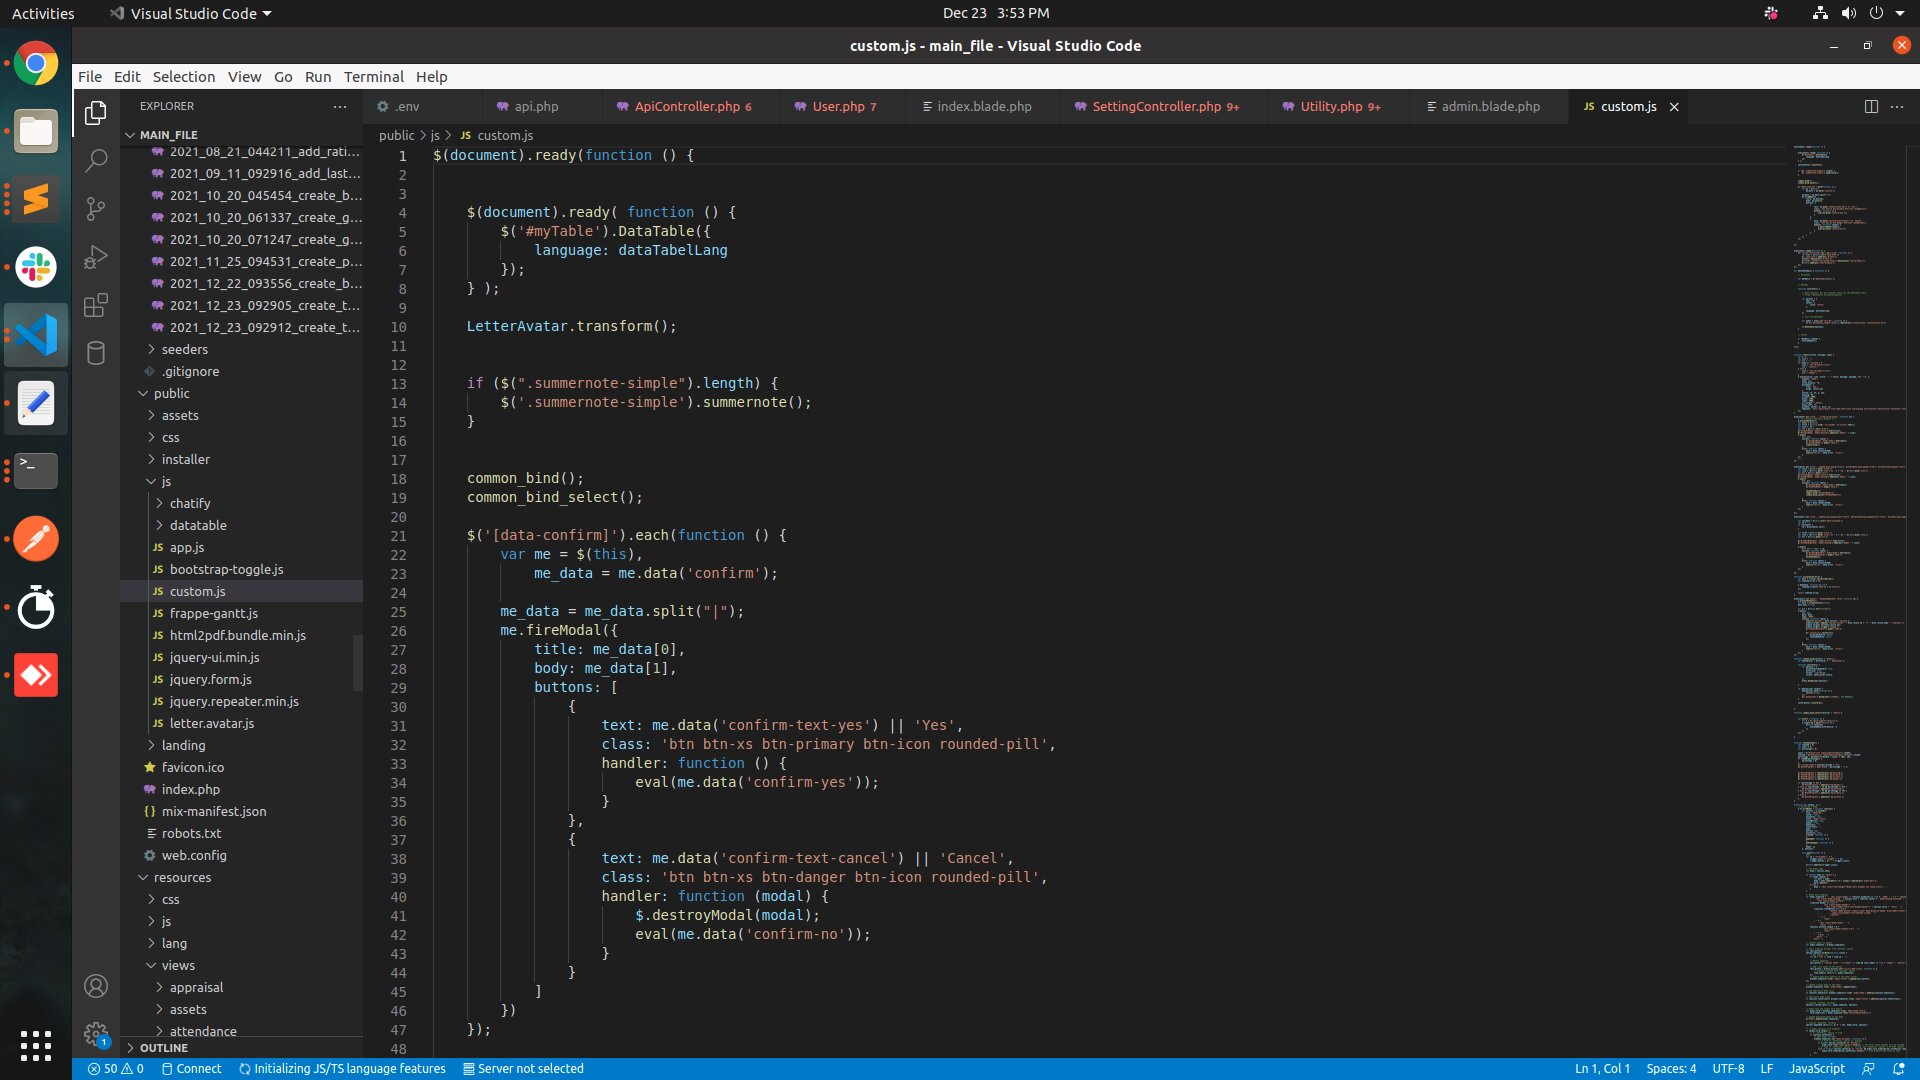 Activities
Visual Studio Code
Dec 23 3:53 PM
custom.js - main_file - Visual Studio Code
File Edit Selection View Go Run Terminal Help
EXPLORER
.env
api.php
ApiController.php 6
User.php 7
index.blade.php
SettingController.php 9+
Utility.php 9+
admin.blade.php
JS custom.js
MAIN_FILE
2021_08_21_044211_add_rati...
2021_09_11_092916_add_last...
2021_10_20_045454_create_b...
2021_10_20_061337_create_g...
2021_10_20_071247_create_g...
2021_11_25_094531_create_p...
2021_12_22_093556_create_b...
2021_12_23_092905_create_t...
2021_12_23_092912_create_t...
seeders
.gitignore
public
assets
css
installer
js
chatify
datatable
JS app.js
JS bootstrap-toggle.js
JS custom.js
JS frappe-gantt.js
JS html2pdf.bundle.min.js
JS jquery-ui.min.js
JS jquery.form.js
JS jquery.repeater.min.js
JS letter.avatar.js
landing
favicon.ico
index.php
{} mix-manifest.json
robots.txt
web.config
resources
css
js
lang
views
appraisal
assets
attendance
OUTLINE
public > js > JS custom.js
1 $(document).ready(function () {
2
3
4 $(document).ready( function () {
5 $('#myTable').DataTable({
6 language: dataTabelLang
7 });
8 } );
9
10 LetterAvatar.transform();
11
12
13 if ($(".summernote-simple").length) {
14 $('.summernote-simple').summernote();
15 }
16
17
18 common_bind();
19 common_bind_select();
20
21 $('[data-confirm]').each(function () {
22 var me = $(this),
23 me_data = me.data('confirm');
24
25 me_data = me_data.split("|");
26 me.fireModal({
27 title: me_data[0],
28 body: me_data[1],
29 buttons: [
30 {
31 text: me.data('confirm-text-yes') || 'Yes',
32 class: 'btn btn-xs btn-primary btn-icon rounded-pill',
33 handler: function () {
34 eval(me.data('confirm-yes'));
35 }
36 },
37 {
38 text: me.data('confirm-text-cancel') || 'Cancel',
39 class: 'btn btn-xs btn-danger btn-icon rounded-pill',
40 handler: function (modal) {
41 $.destroyModal(modal);
42 eval(me.data('confirm-no'));
43 }
44 }
45 ]
46 })
47 });
48
1
50 0 Connect Initializing JS/TS language features Server not selected
Ln 1, Col 1 Spaces: 4 UTF-8 LF JavaScript